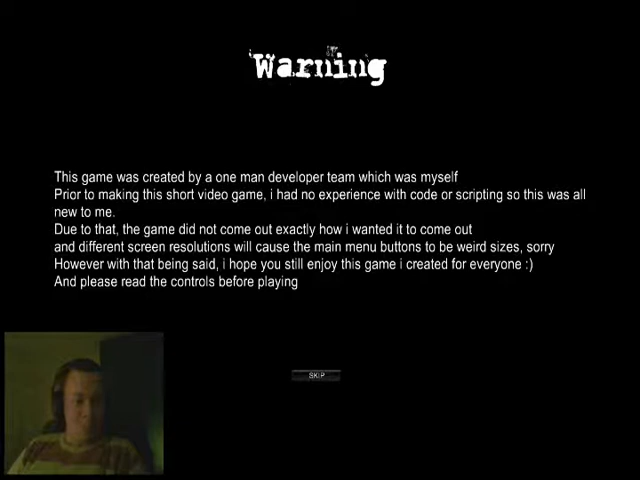 Warning
This game was created by a one man developer team which was myself
Prior to making this short video game, i had no experience with code or scripting so this was all
new to me.
Due to that, the game did not come out exactly how i wanted it to come out
and different screen resolutions will cause the main menu buttons to be weird sizes, sorry
However with that being said, i hope you still enjoy this game i created for everyone :)
And please read the controls before playing
SKIP